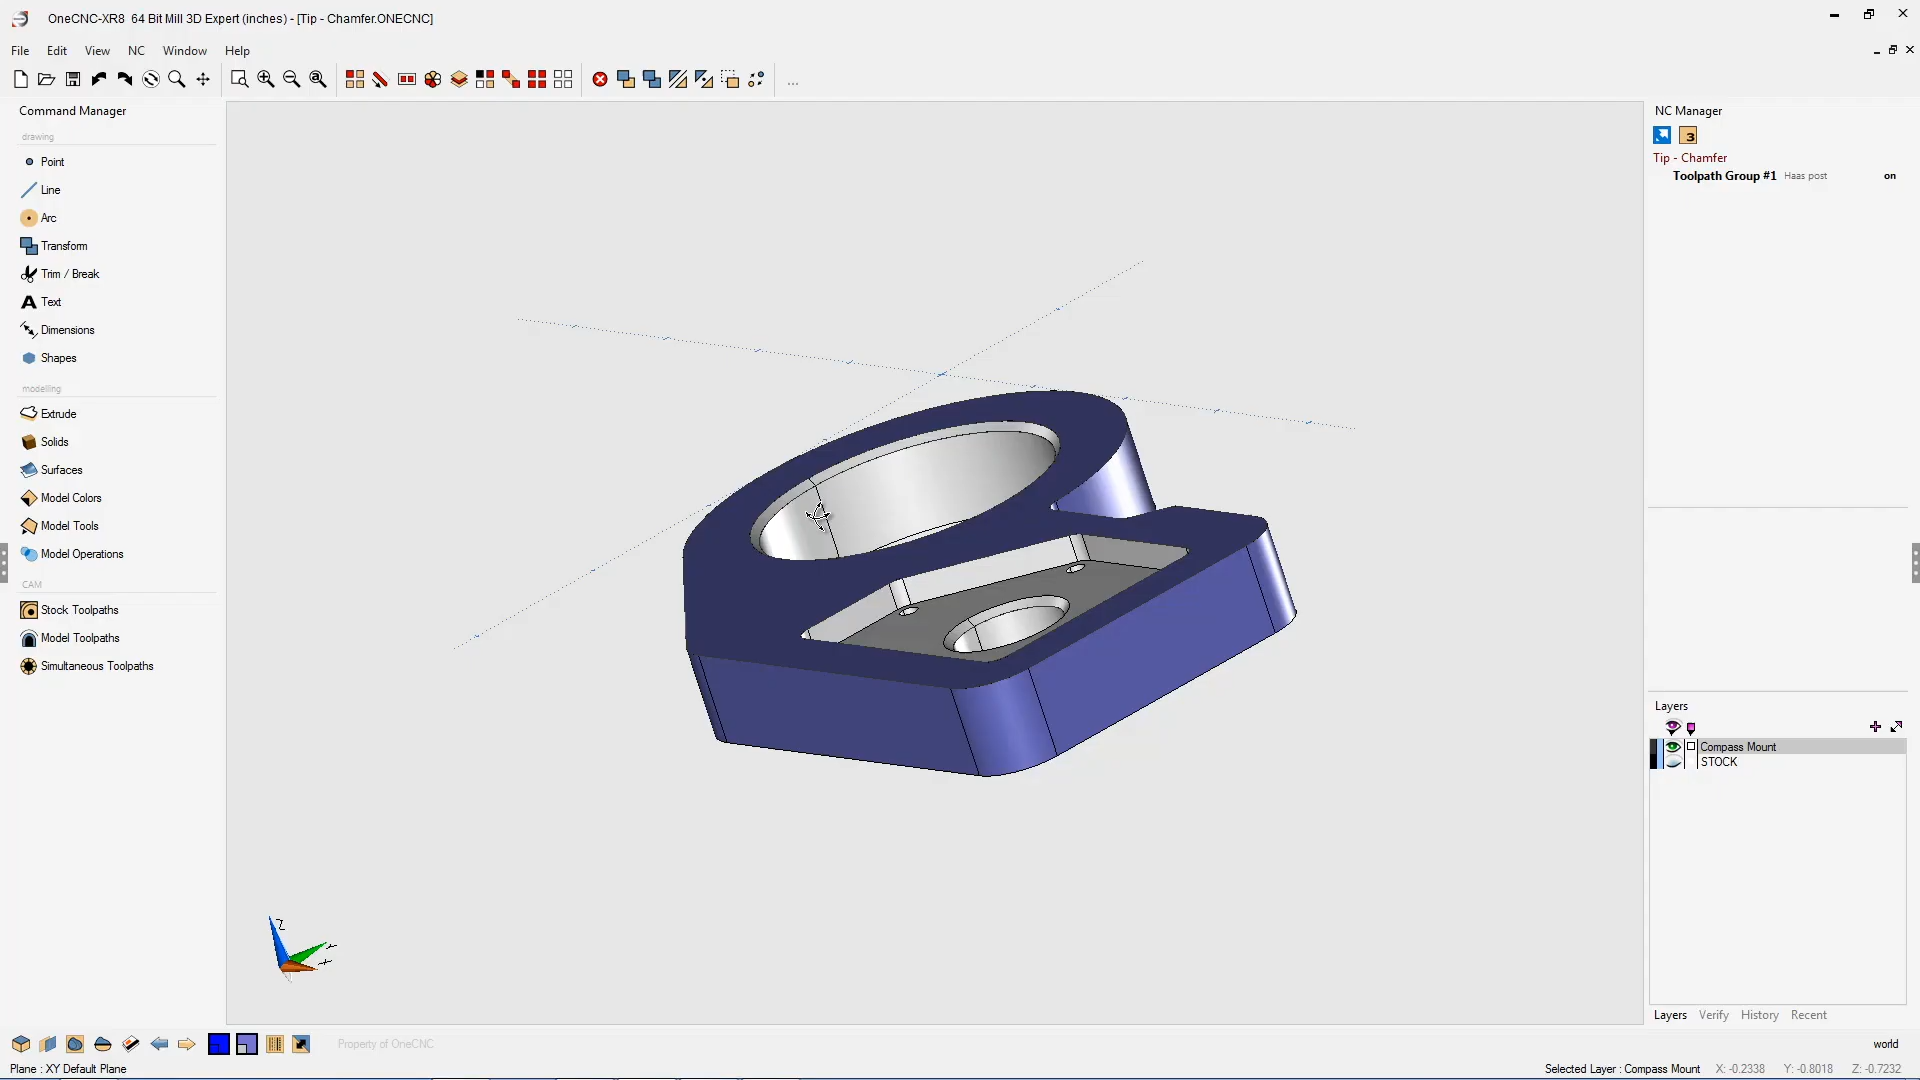 OneCNC-XR8 64 Bit Mill 3D Expert (inches) - [Tip - Chamfer.ONECNC]
File Edit View NC Window Help
...
Command Manager
drawing
Point
Line
Arc
Transform
Trim / Break
Text
Dimensions
Shapes
modelling
Extrude
Solids
Surfaces
Model Colors
Model Tools
Model Operations
CAM
Stock Toolpaths
Model Toolpaths
Simultaneous Toolpaths
Z
Y
X
NC Manager
3
Tip - Chamfer
Toolpath Group #1 Haas post on
Layers
Compass Mount
STOCK
Layers Verify History Recent
Property of OneCNC
world
Plane : XY Default Plane
Selected Layer : Compass Mount X: -0.2338 Y: -0.8018 Z: -0.7232